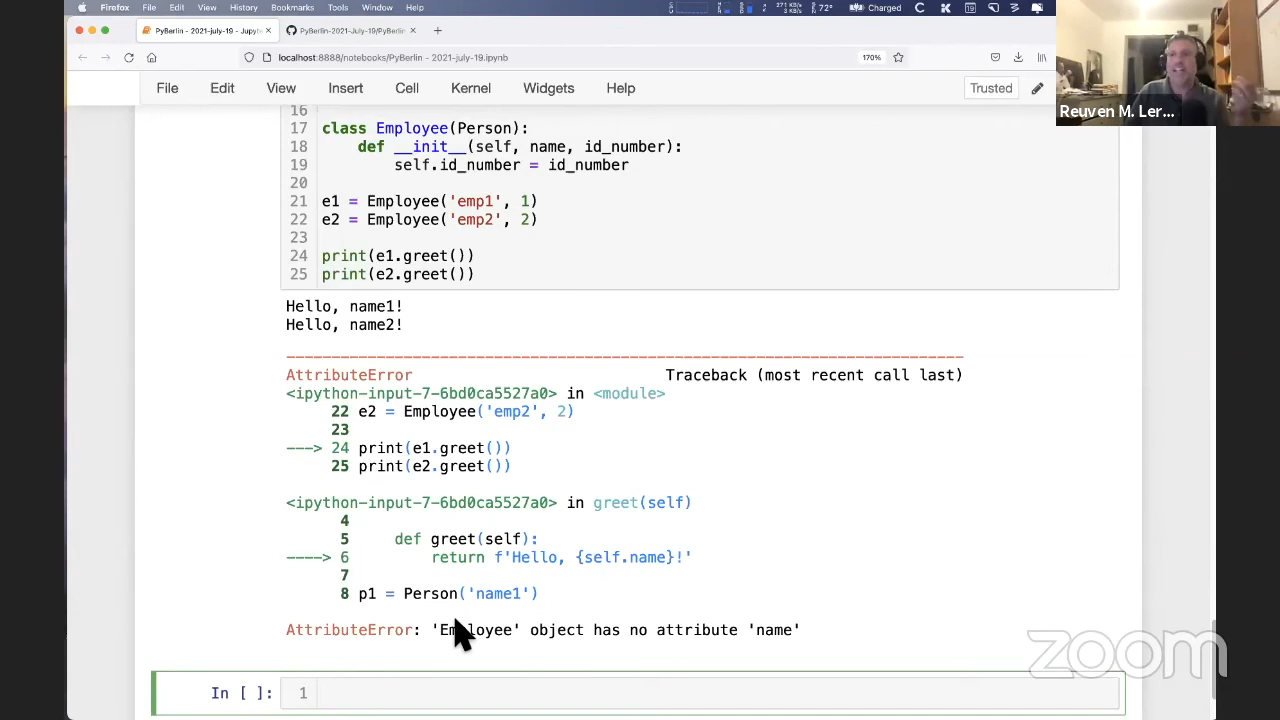 Firefox File Edit View History Bookmarks Tools Window Help 72° Charged
PyBerlin - 2021-july-19 - Jupyt
PyBerlin-2021-July-19/PyBerlin
localhost:8888/notebooks/PyBerlin - 2021-july-19.ipynb 170%
File Edit View Insert Cell Kernel Widgets Help Trusted
Reuven M. Ler...
16
17 class Employee(Person):
18 def __init__(self, name, id_number):
19 self.id_number = id_number
20
21 e1 = Employee('emp1', 1)
22 e2 = Employee('emp2', 2)
23
24 print(e1.greet())
25 print(e2.greet())
Hello, name1!
Hello, name2!
---------------------------------------------------------------------------
AttributeError Traceback (most recent call last)
<ipython-input-7-6bd0ca5527a0> in <module>
22 e2 = Employee('emp2', 2)
23
---> 24 print(e1.greet())
25 print(e2.greet())
<ipython-input-7-6bd0ca5527a0> in greet(self)
4
5 def greet(self):
----> 6 return f'Hello, {self.name}!'
7
8 p1 = Person('name1')
AttributeError: 'Employee' object has no attribute 'name'
In [ ]: 1
zoom